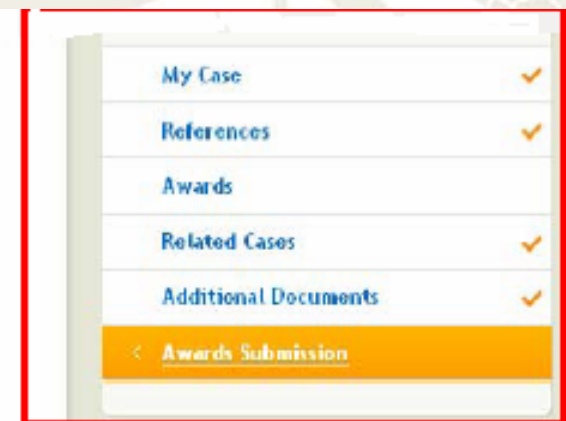 My Case
References
Awards
Related Cases
Additional Documents
Awards Submission